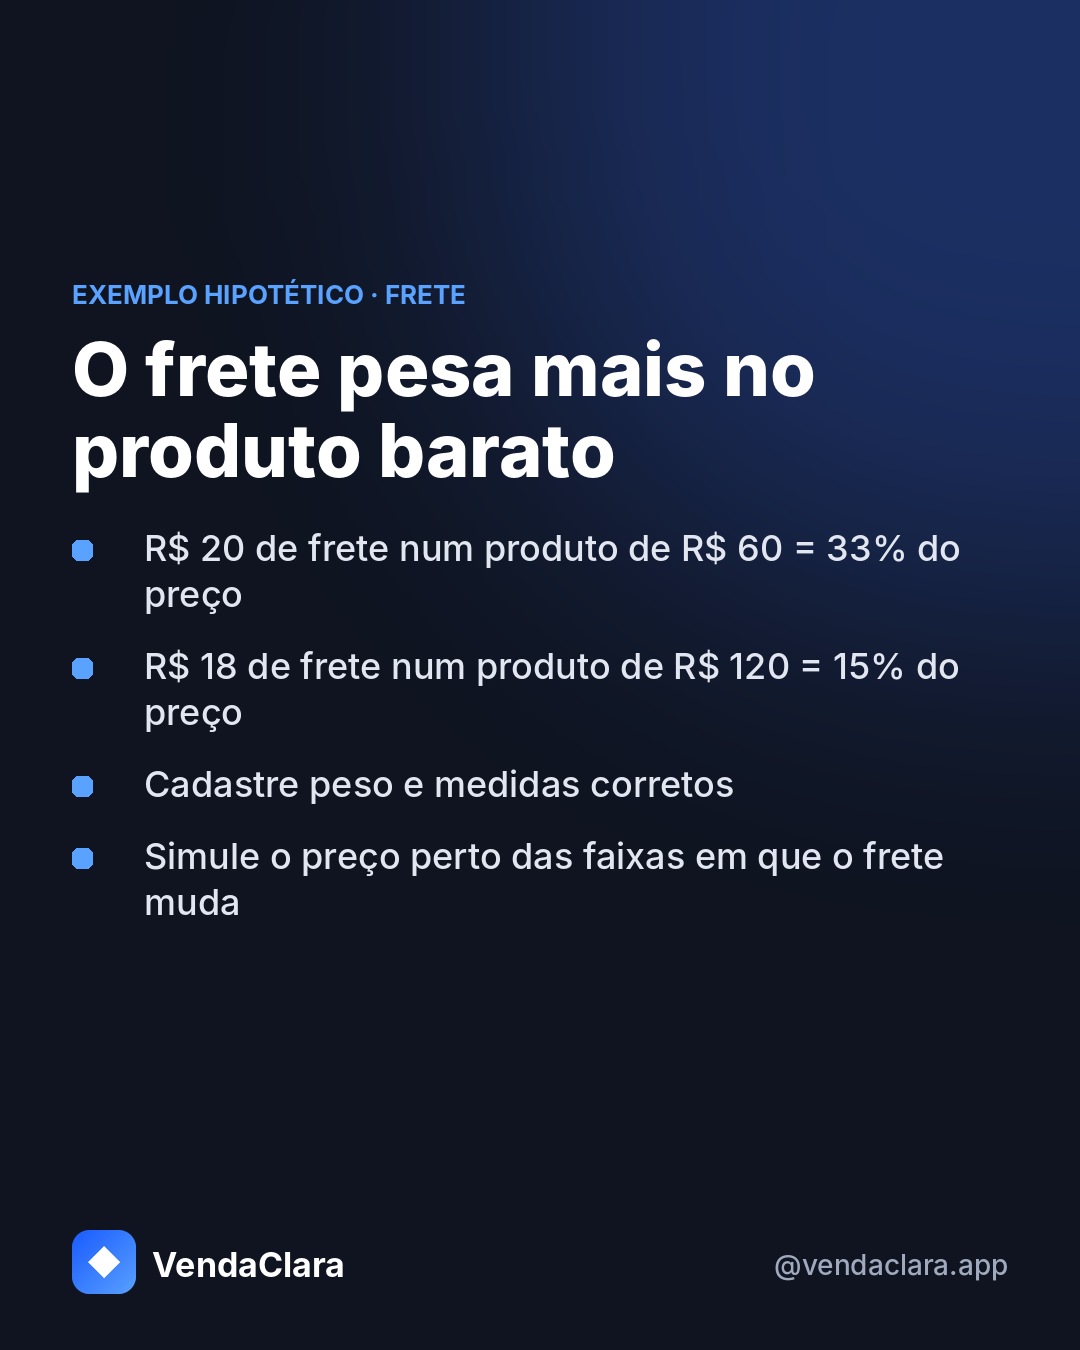 EXEMPLO HIPOTÉTICO · FRETE
O frete pesa mais no
produto barato
R$ 20 de frete num produto de R$ 60 = 33% do
preço
R$ 18 de frete num produto de R$ 120 = 15% do
preço
Cadastre peso e medidas corretos
Simule o preço perto das faixas em que o frete
muda
VendaClara
@vendaclara.app